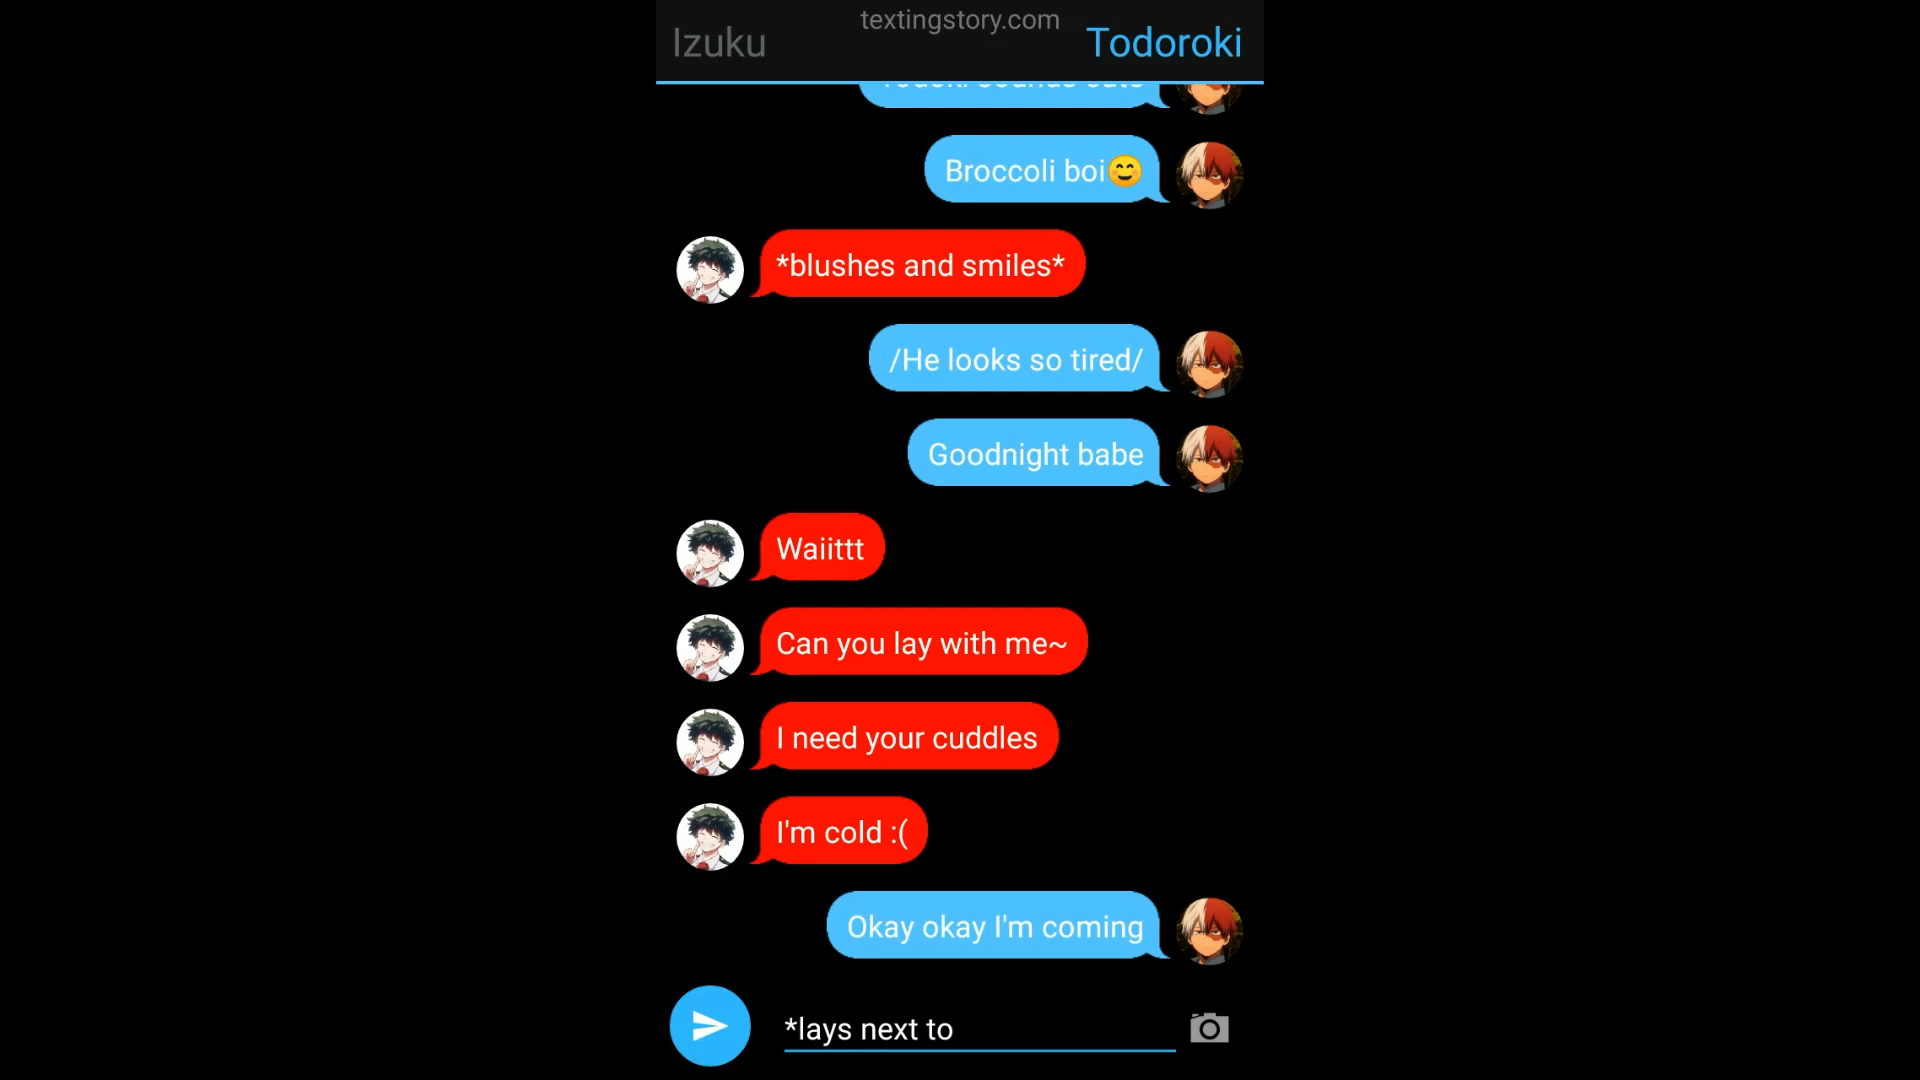 textingstory.com
Izuku
Todoroki
Broccoli boi😊
*blushes and smiles*
/He looks so tired/
Goodnight babe
Waiittt
Can you lay with me~
I need your cuddles
I'm cold :(
Okay okay I'm coming
*lays next to